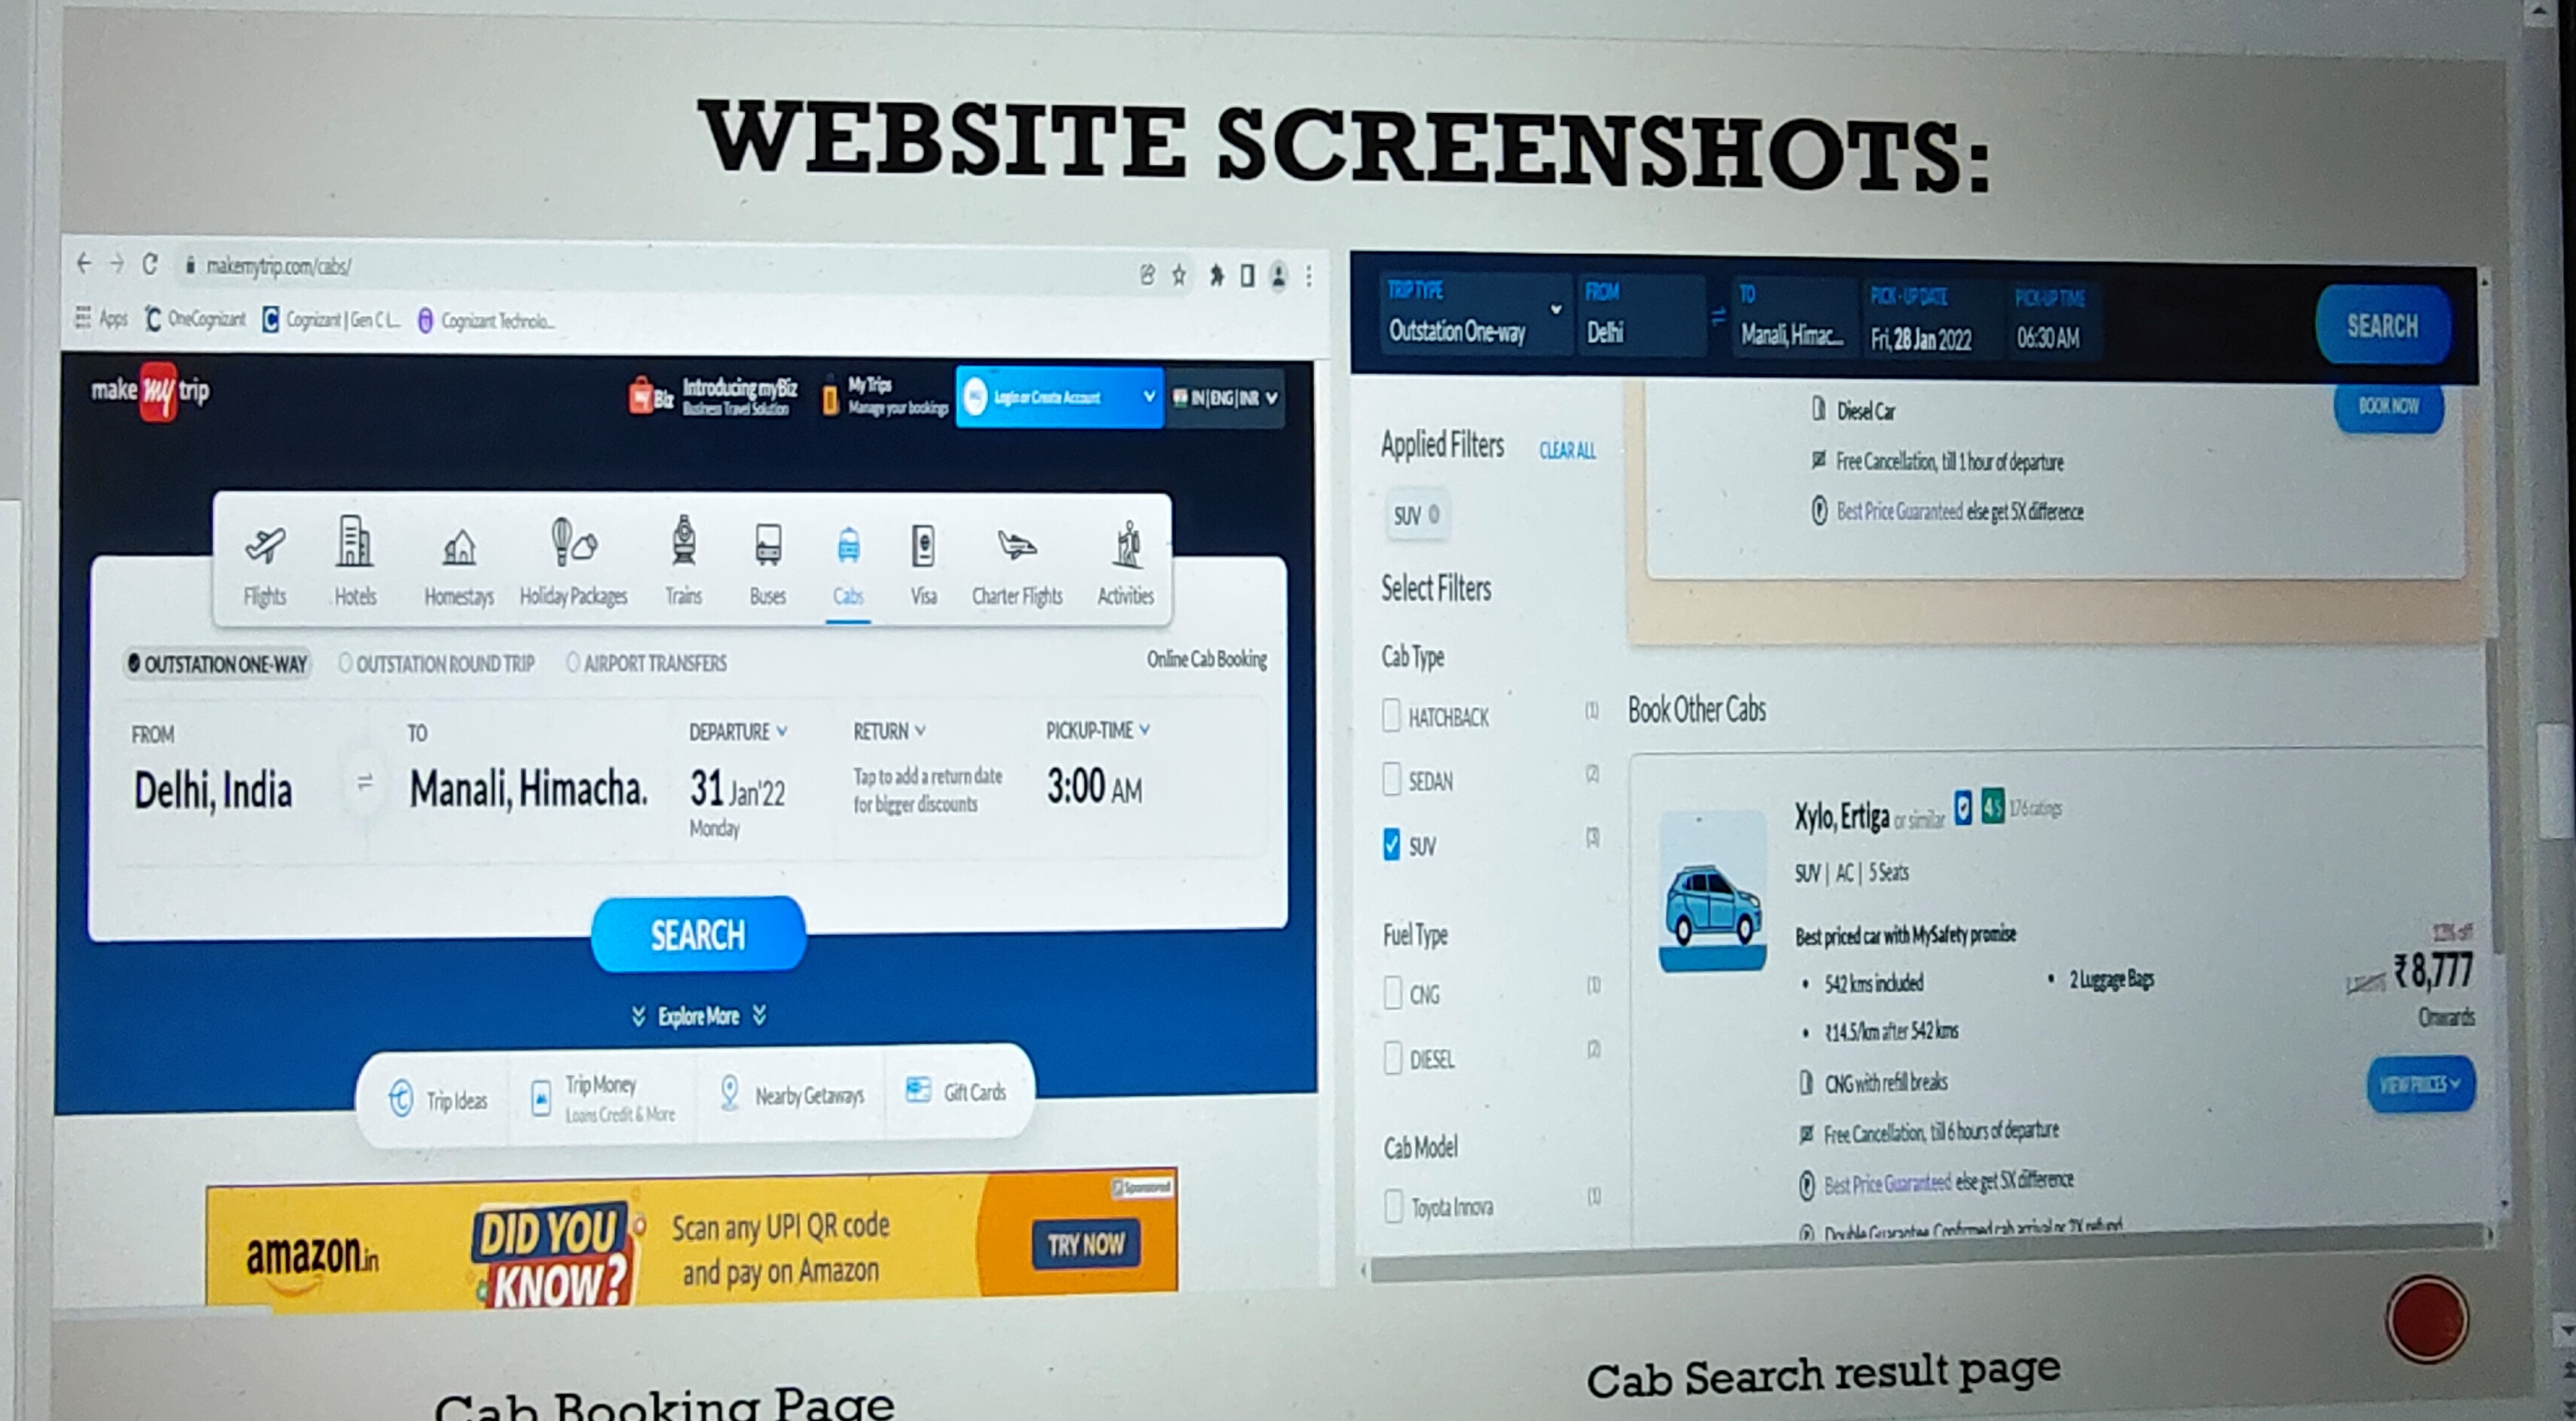 WEBSITE SCREENSHOTS:
makemytrip.com/cabs/
Apps OneCognizant Cognizant | Gen C L... Cognizant Technolo...
make my trip
Biz Introducing myBiz
Business Travel Solution
My Trips
Manage your bookings
Login or Create Account
IN | ENG | INR
Flights Hotels Homestays Holiday Packages Trains Buses Cabs Visa Charter Flights Activities
OUTSTATION ONE-WAY OUTSTATION ROUND TRIP AIRPORT TRANSFERS Online Cab Booking
FROM TO DEPARTURE RETURN PICKUP-TIME
Delhi, India Manali, Himacha. 31 Jan'22 Tap to add a return date 3:00 AM
for bigger discounts
Monday
SEARCH
Explore More
Trip Ideas Trip Money Nearby Getaways Gift Cards
Loans Credit & More
Sponsored
amazon.in DID YOU KNOW? Scan any UPI QR code
and pay on Amazon
TRY NOW
Cab Booking Page
TRIP TYPE FROM TO PICK-UP DATE PICK-UP TIME
Outstation One-way Delhi Manali, Himac... Fri, 28 Jan 2022 06:30 AM
SEARCH
Applied Filters CLEAR ALL
SUV
Select Filters
Cab Type
HATCHBACK (1)
SEDAN (2)
SUV (3)
Fuel Type
CNG (1)
DIESEL (2)
Cab Model
Toyota Innova (1)
Diesel Car
BOOK NOW
Free Cancellation, till 1 hour of departure
Best Price Guaranteed else get 5X difference
Book Other Cabs
Xylo, Ertiga or similar 176 ratings
SUV | AC | 5 Seats
Best priced car with MySafety promise
542 kms included
2 Luggage Bags
₹14.5/km after 542 kms
CNG with refill breaks
Free Cancellation, till 6 hours of departure
Best Price Guaranteed else get 5X difference
Double Guarantee Confirmed cab arrival or 2X refund
off
₹8,777
Onwards
VIEW PRICES
Cab Search result page